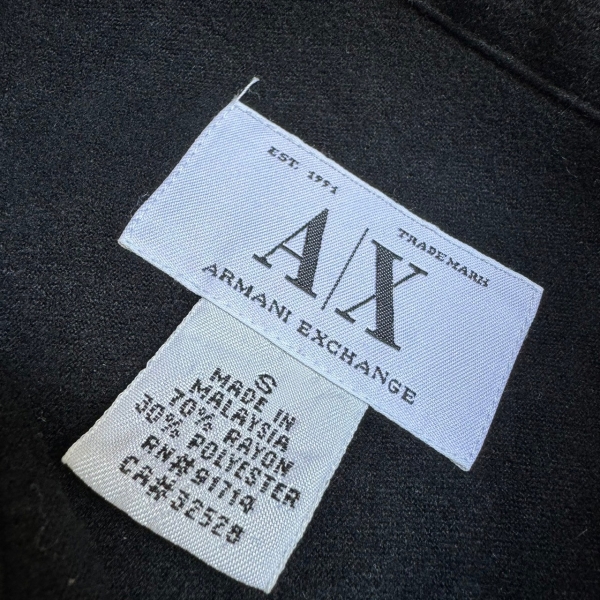 EST. 1991
TRADE MARK
A|X
ARMANI EXCHANGE
S
MADE IN
MALAYSIA
70% RAYON
30% POLYESTER
RN# 91714
CA# 32528